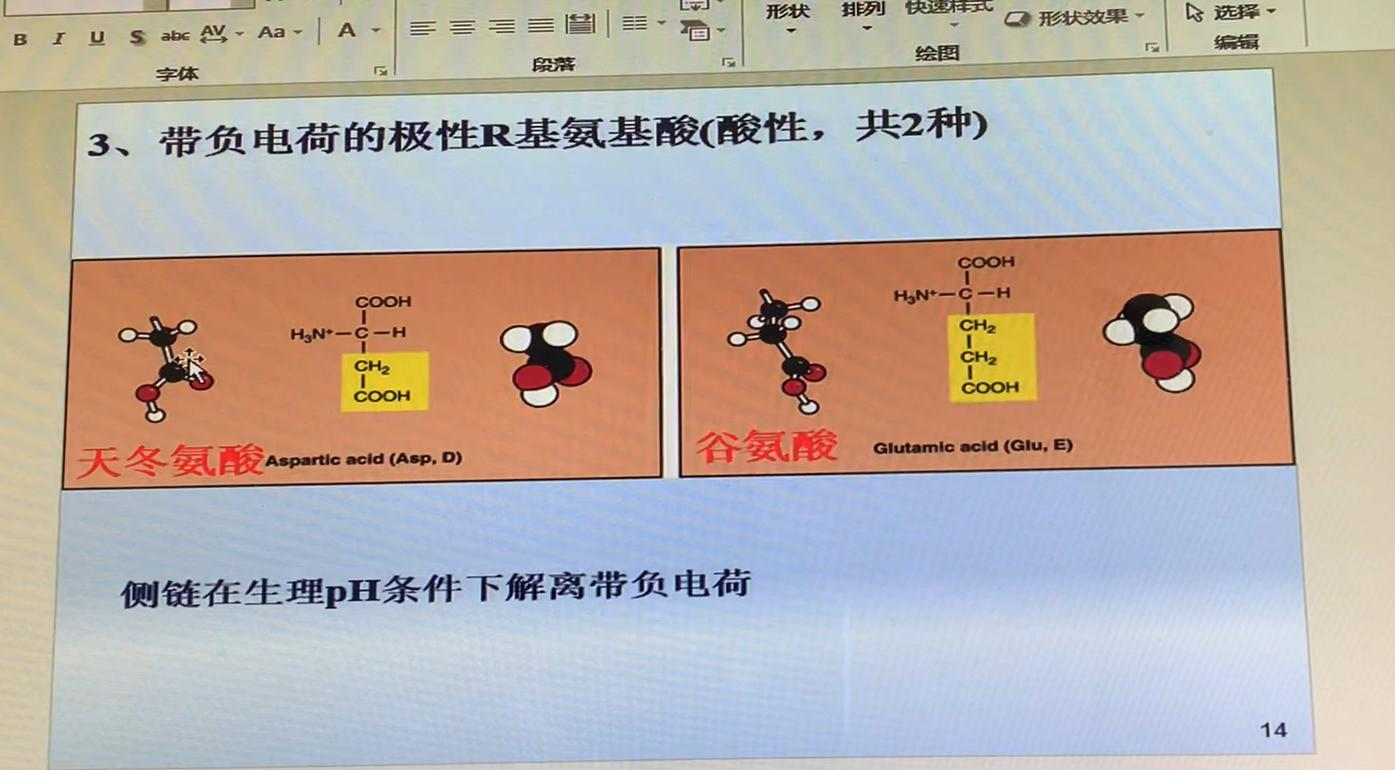 形状 排列 快速样式 形状效果 选择
B I U S abc AV Aa A
字体 段落 绘图 编辑
3、带负电荷的极性R基氨基酸(酸性，共2种)
COOH
H₃N⁺—C—H
CH₂
COOH
天冬氨酸 Aspartic acid (Asp, D)
COOH
H₃N⁺—C—H
CH₂
CH₂
COOH
谷氨酸 Glutamic acid (Glu, E)
侧链在生理pH条件下解离带负电荷
14